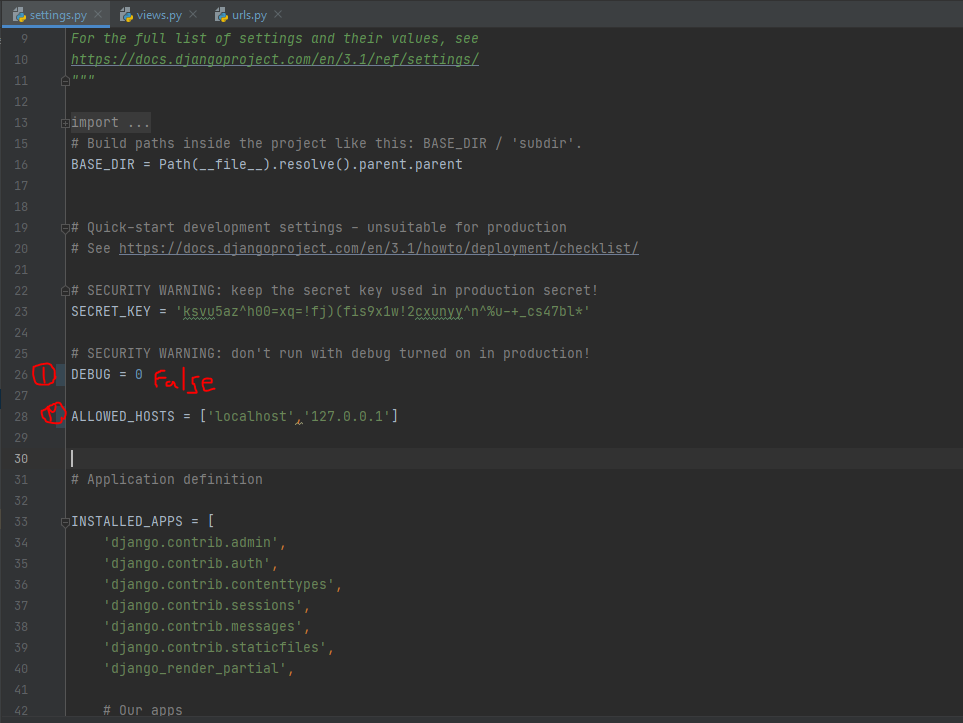 settings.py views.py urls.py
9 For the full list of settings and their values, see
10 https://docs.djangoproject.com/en/3.1/ref/settings/
11 """
12
13 import ...
15 # Build paths inside the project like this: BASE_DIR / 'subdir'.
16 BASE_DIR = Path(__file__).resolve().parent.parent
17
18
19 # Quick-start development settings - unsuitable for production
20 # See https://docs.djangoproject.com/en/3.1/howto/deployment/checklist/
21
22 # SECURITY WARNING: keep the secret key used in production secret!
23 SECRET_KEY = 'ksvu5az^h00=xq=!fj)(fis9x1w!2cxunyy^n^%u-+_cs47bl*'
24
25 # SECURITY WARNING: don't run with debug turned on in production!
26 DEBUG = 0 False
27
28 ALLOWED_HOSTS = ['localhost','127.0.0.1']
29
30
31 # Application definition
32
33 INSTALLED_APPS = [
34 'django.contrib.admin',
35 'django.contrib.auth',
36 'django.contrib.contenttypes',
37 'django.contrib.sessions',
38 'django.contrib.messages',
39 'django.contrib.staticfiles',
40 'django_render_partial',
41
42 # Our apps